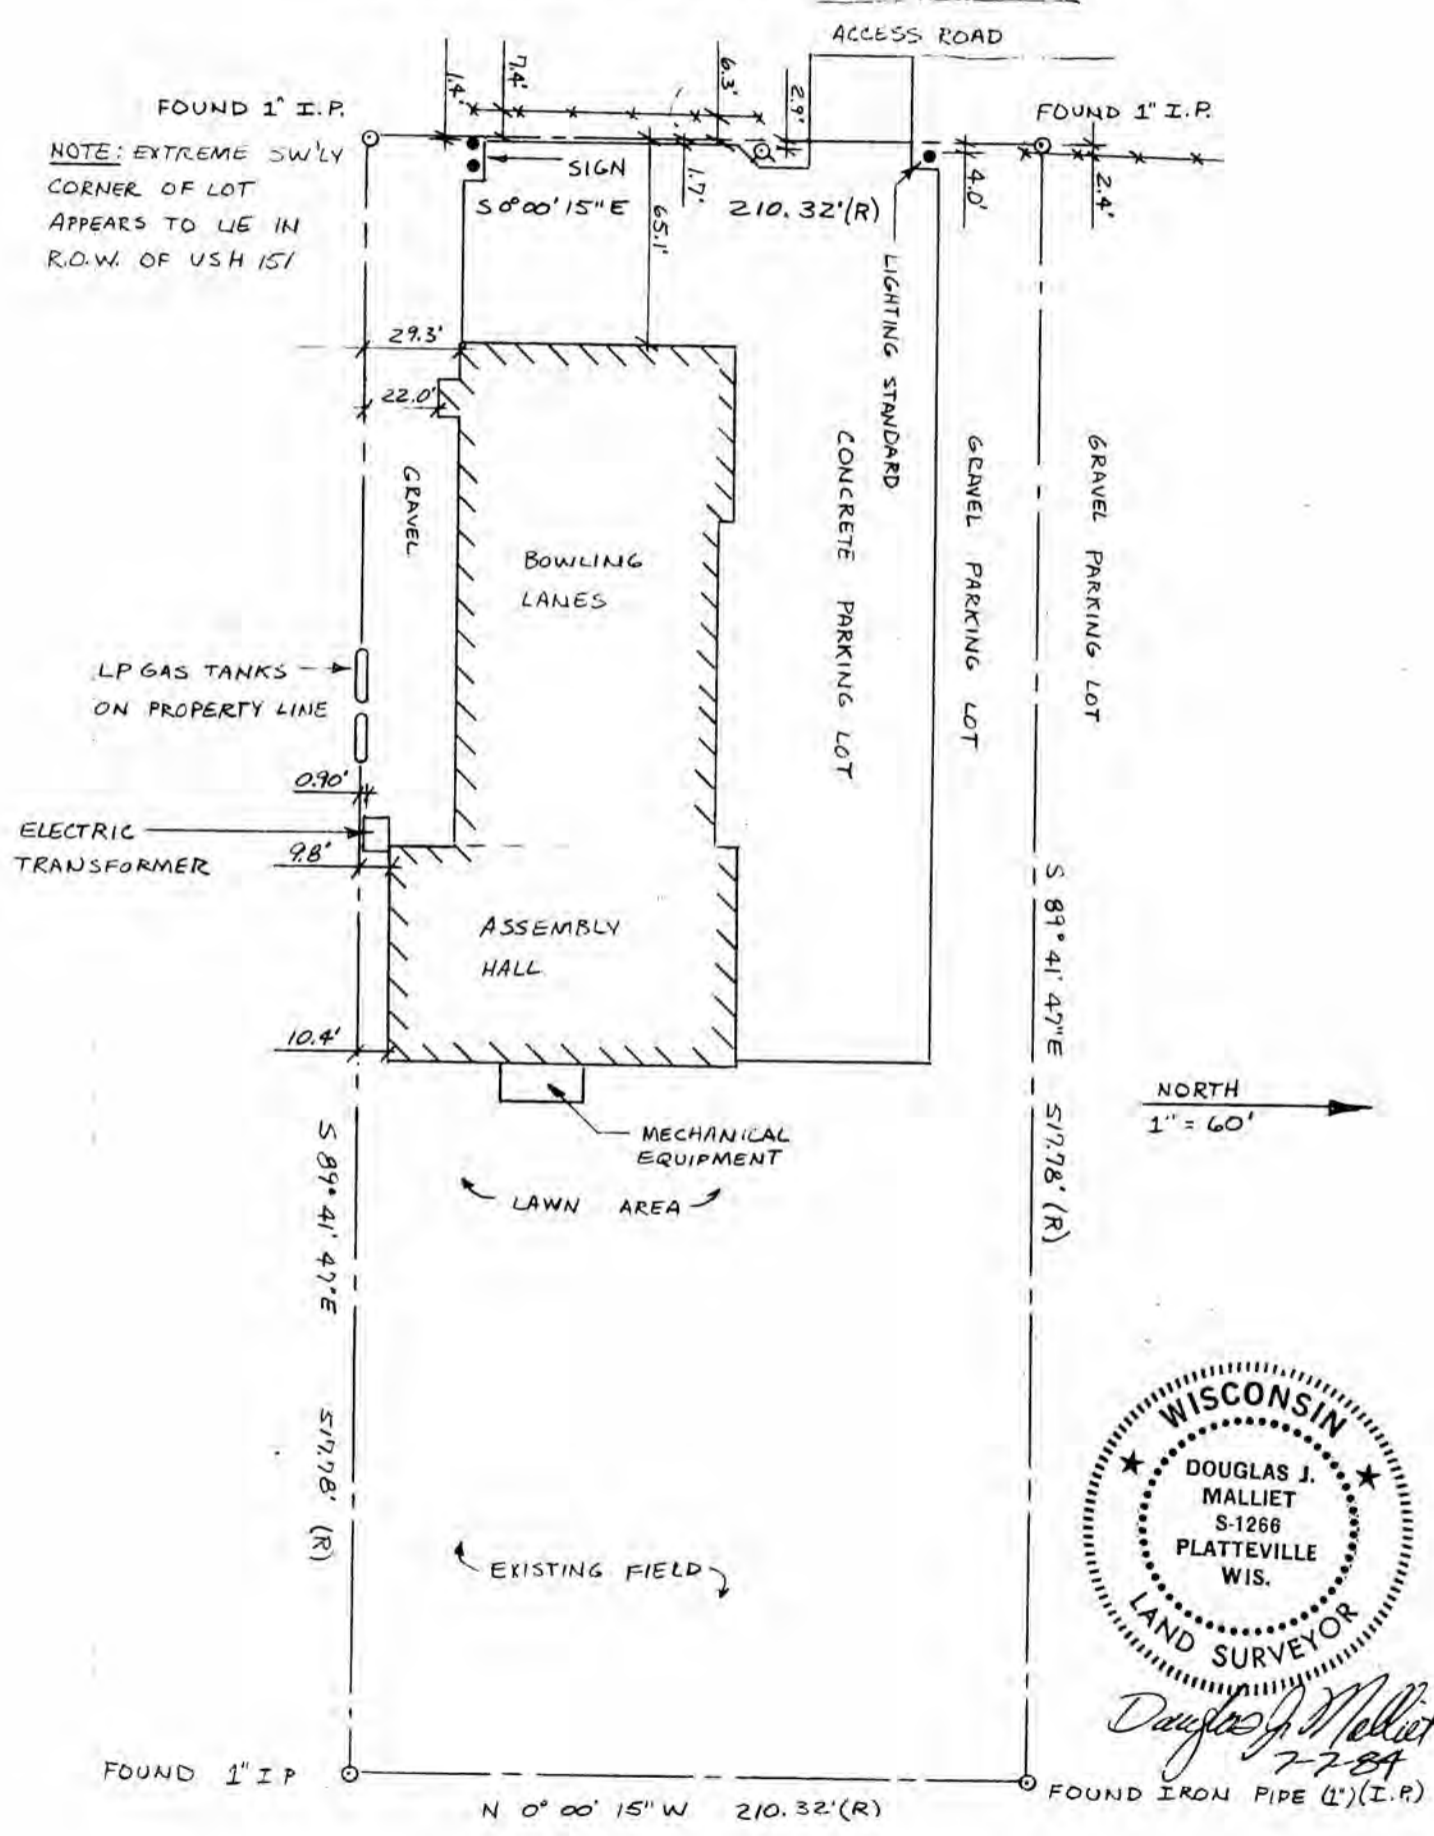 ACCESS ROAD
1.4'
7.4'
6.3'
2.9'
FOUND 1" I.P.
FOUND 1" I.P.
NOTE: EXTREME SW'LY
CORNER OF LOT
APPEARS TO LIE IN
R.O.W. OF USH 151
SIGN
1.7'
4.0'
2.4'
S 0° 00' 15" E 210.32' (R)
65.1'
LIGHTING STANDARD
29.3'
22.0'
GRAVEL
CONCRETE PARKING LOT
GRAVEL PARKING LOT
GRAVEL PARKING LOT
BOWLING
LANES
LP GAS TANKS
ON PROPERTY LINE
0.90'
ELECTRIC
TRANSFORMER
9.8'
ASSEMBLY
HALL
10.4'
S 89° 41' 47" E 517.78' (R)
NORTH
1" = 60'
MECHANICAL
EQUIPMENT
LAWN AREA
S 89° 41' 47" E 517.78' (R)
EXISTING FIELD
WISCONSIN
DOUGLAS J.
MALLIET
S-1266
PLATTEVILLE
WIS.
LAND SURVEYOR
Douglas J. Malliet
7-7-84
FOUND 1" I.P
FOUND IRON PIPE (1") (I.P.)
N 0° 00' 15" W 210.32' (R)